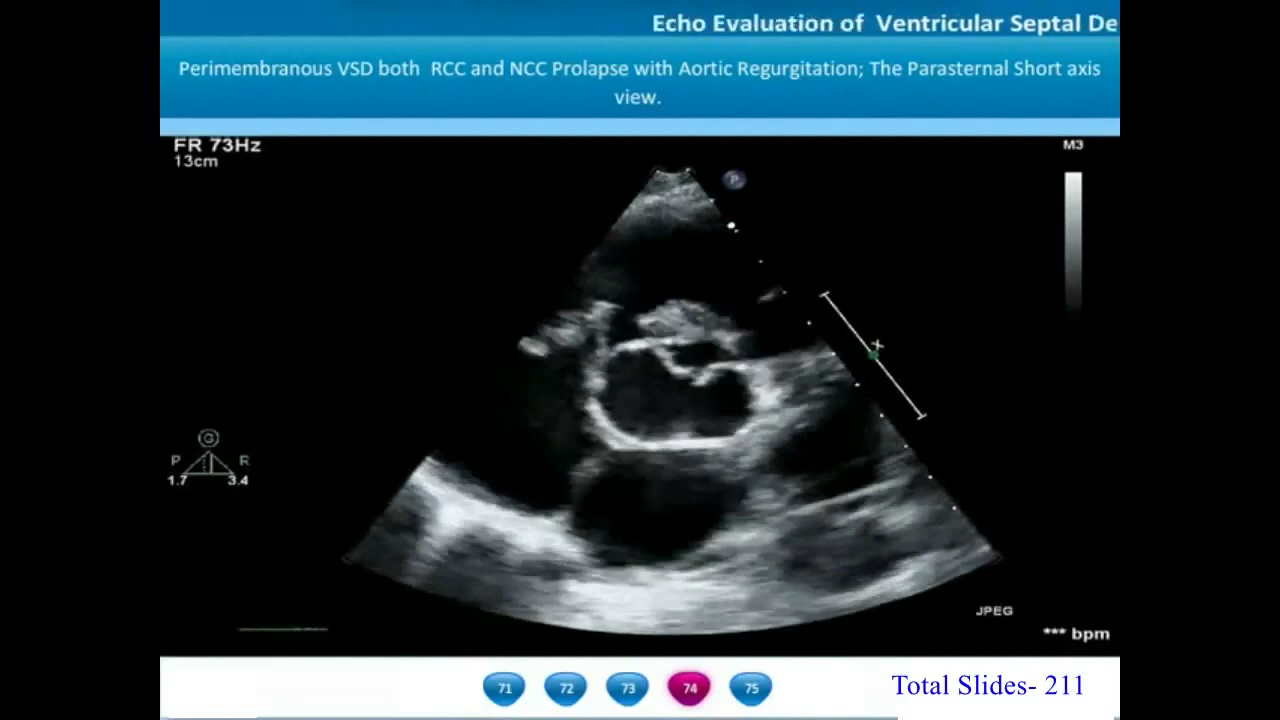 Echo Evaluation of Ventricular Septal De
Perimembranous VSD both RCC and NCC Prolapse with Aortic Regurgitation; The Parasternal Short axis
view.
FR 73Hz
13cm
M3
P
X
G
P R
1.7 3.4
JPEG
*** bpm
71 72 73 74 75
Total Slides- 211